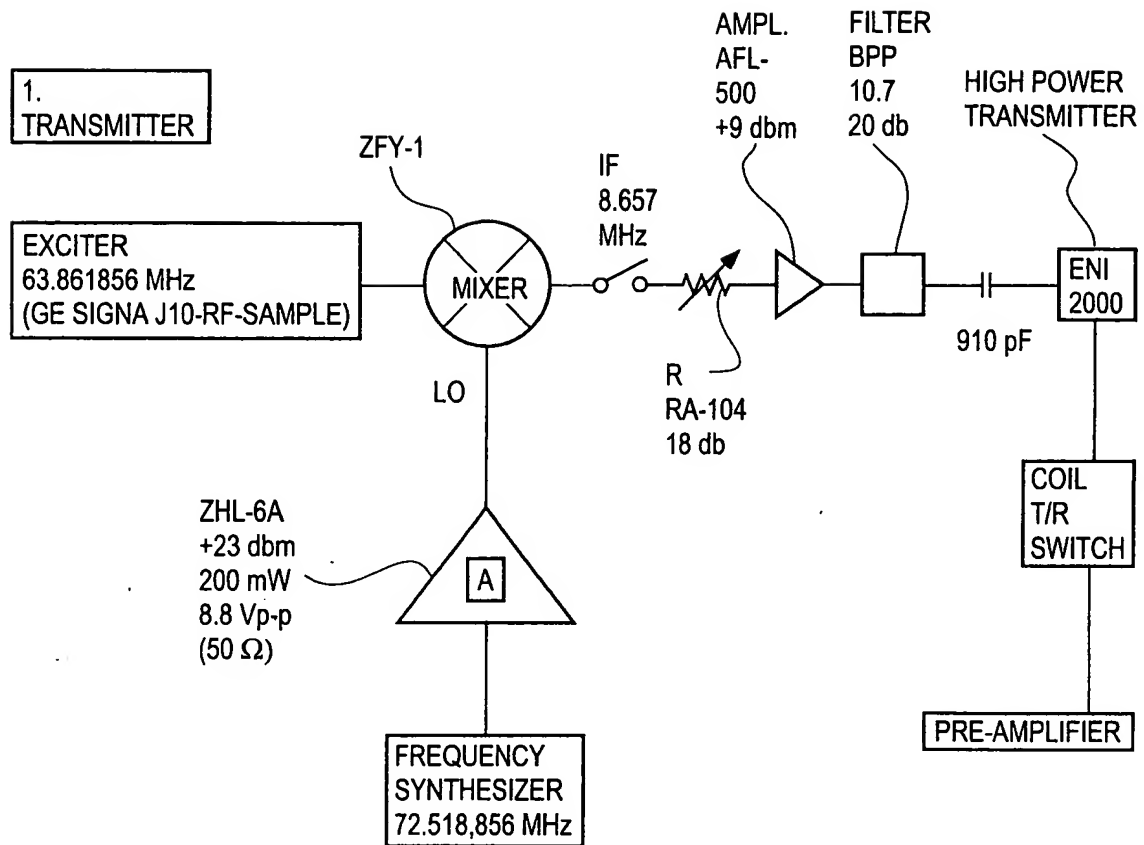 1.
TRANSMITTER
AMPL.
AFL-
500
+9 dbm
FILTER
BPP
10.7
20 db
HIGH POWER
TRANSMITTER
ZFY-1
IF
8.657
MHz
EXCITER
63.861856 MHz
(GE SIGNA J10-RF-SAMPLE)
MIXER
ENI
2000
910 pF
R
RA-104
18 db
LO
ZHL-6A
+23 dbm
200 mW
8.8 Vp-p
(50 Ω)
A
COIL
T/R
SWITCH
PRE-AMPLIFIER
FREQUENCY
SYNTHESIZER
72.518,856 MHz